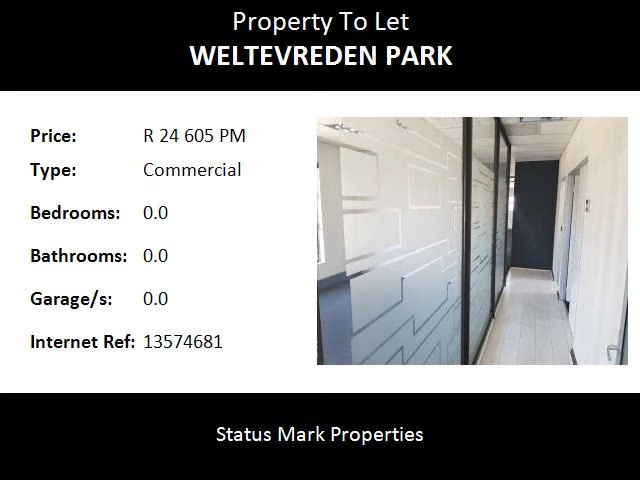 Property To Let
WELTEVREDEN PARK
Price: R 24 605 PM
Type: Commercial
Bedrooms: 0.0
Bathrooms: 0.0
Garage/s: 0.0
Internet Ref: 13574681
Status Mark Properties